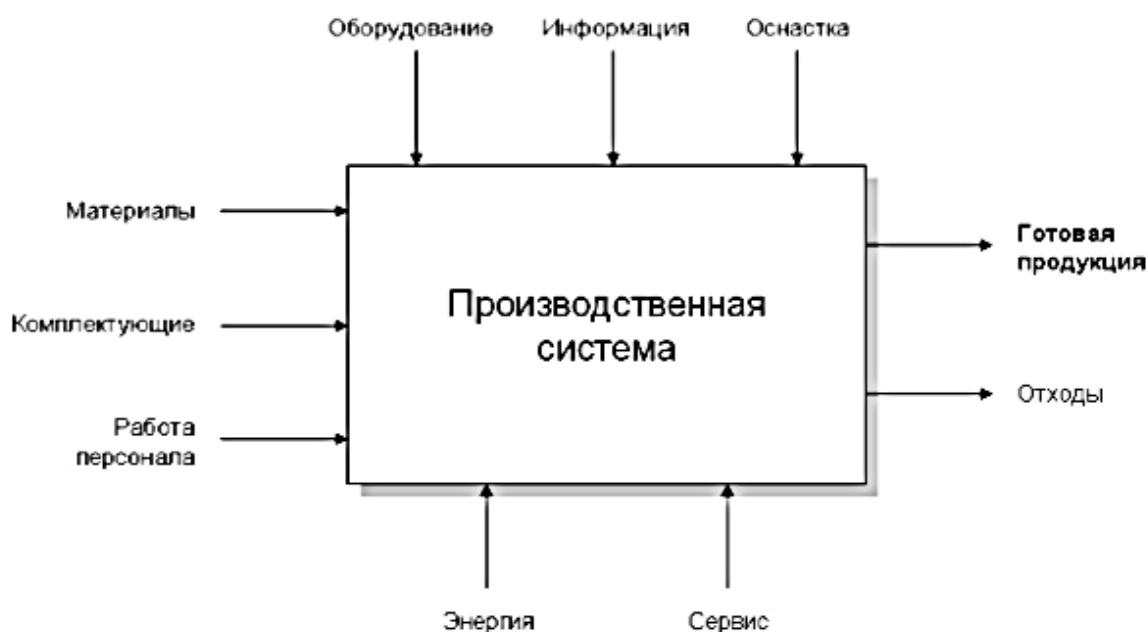 Оборудование
Информация
Оснастка
Материалы
Комплектующие
Работа
персонала
Производственная
система
Готовая
продукция
Отходы
Энергия
Сервис